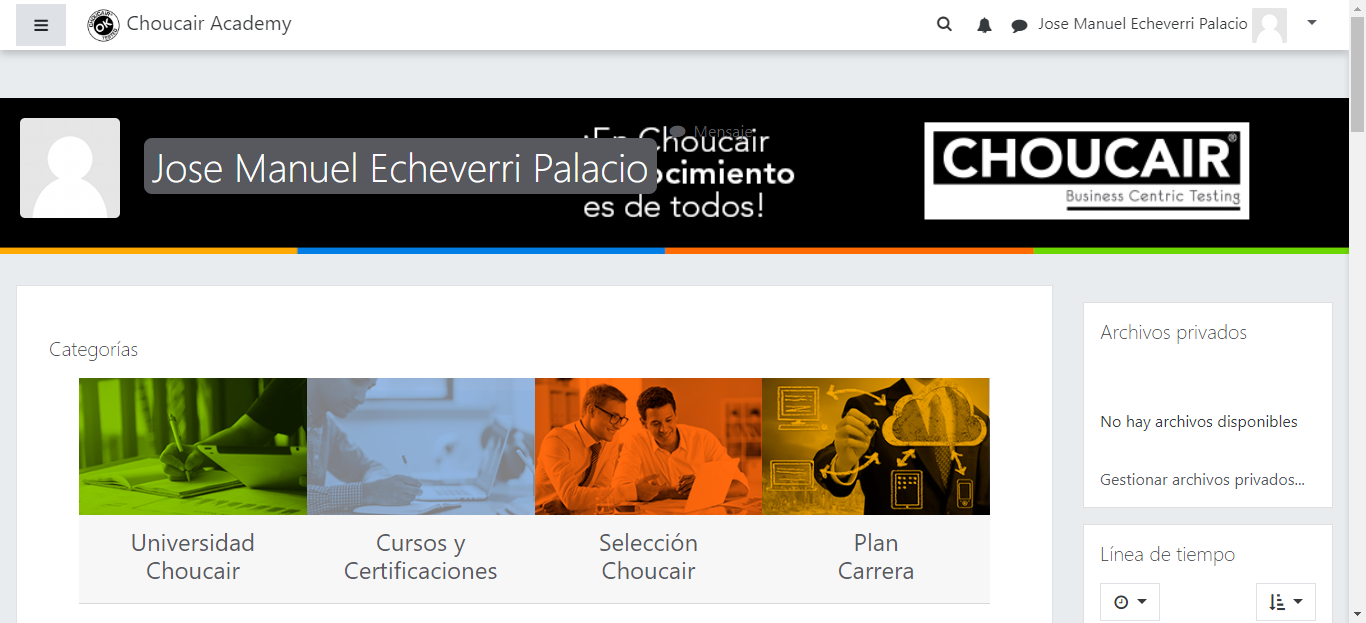 Choucair Academy
Jose Manuel Echeverri Palacio
Mensaje
¡En Choucair
Jose Manuel Echeverri Palacio
es de todos!
CHOUCAIR®
Business Centric Testing
Categorías
Universidad
Choucair
Cursos y
Certificaciones
Selección
Choucair
Plan
Carrera
Archivos privados
No hay archivos disponibles
Gestionar archivos privados...
Línea de tiempo